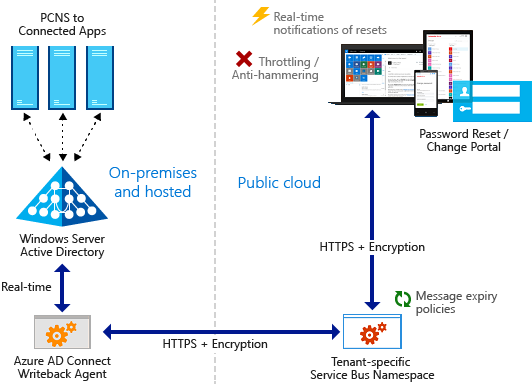 PCNS to
Connected Apps
Real-time
notifications of resets
Throttling /
Anti-hammering
Password Reset /
Change Portal
On-premises
and hosted
Public cloud
Windows Server
Active Directory
HTTPS + Encryption
Real-time
Message expiry
policies
HTTPS + Encryption
Azure AD Connect
Writeback Agent
Tenant-specific
Service Bus Namespace